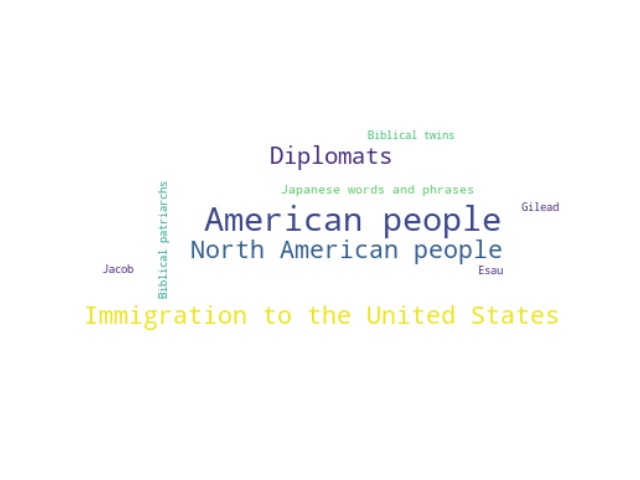 Biblical twins
Diplomats
Japanese words and phrases
Biblical patriarchs
American people
Gilead
North American people
Jacob
Esau
Immigration to the United States